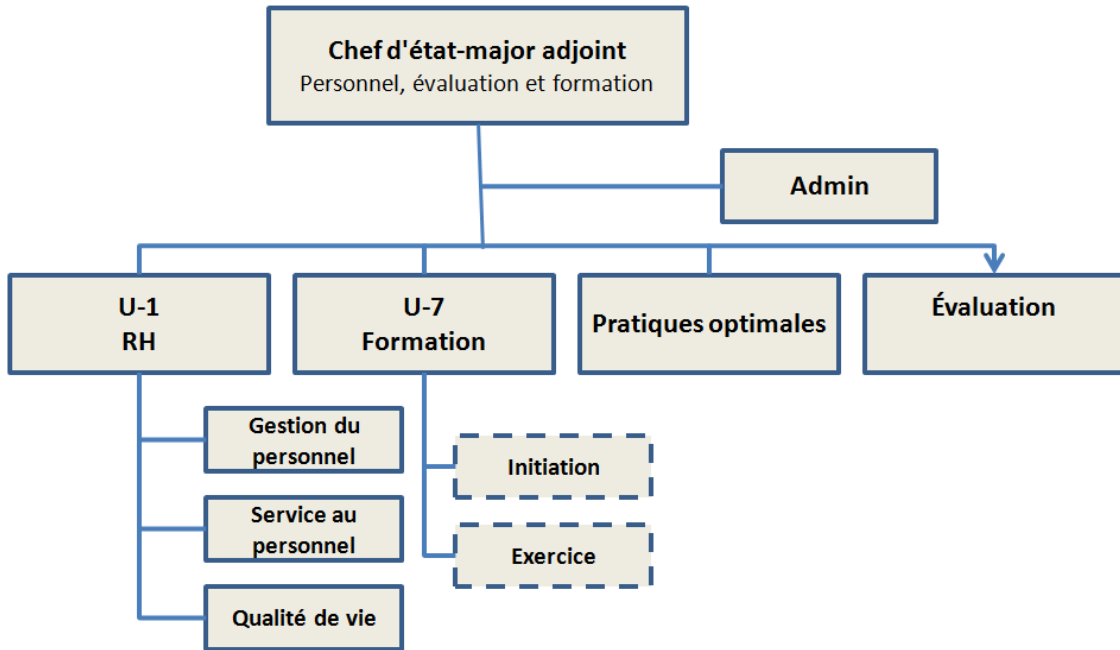 Chef d'état-major adjoint
Personnel, évaluation et formation
Admin
U-1
RH
U-7
Formation
Pratiques optimales
Évaluation
Gestion du
personnel
Service au
personnel
Qualité de vie
Initiation
Exercice